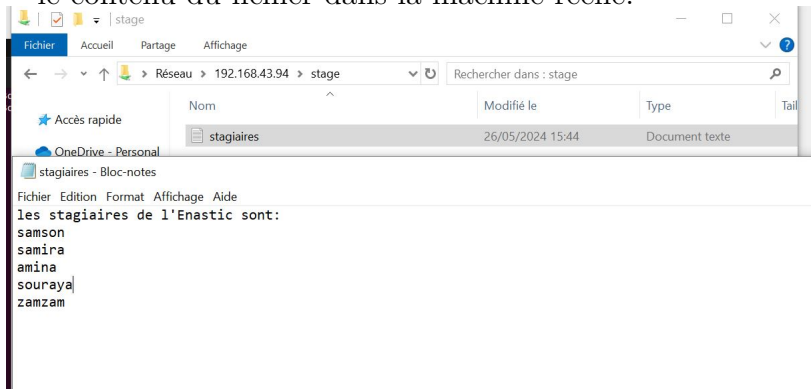 le contenu du fichier dans la machine réelle.
stage
Fichier Accueil Partage Affichage
Réseau > 192.168.43.94 > stage Rechercher dans : stage
Nom Modifié le Type Tail
Accès rapide
stagiaires 26/05/2024 15:44 Document texte
OneDrive - Personal
stagiaires - Bloc-notes
Fichier Edition Format Affichage Aide
les stagiaires de l'Enastic sont:
samson
samira
amina
souraya
zamzam